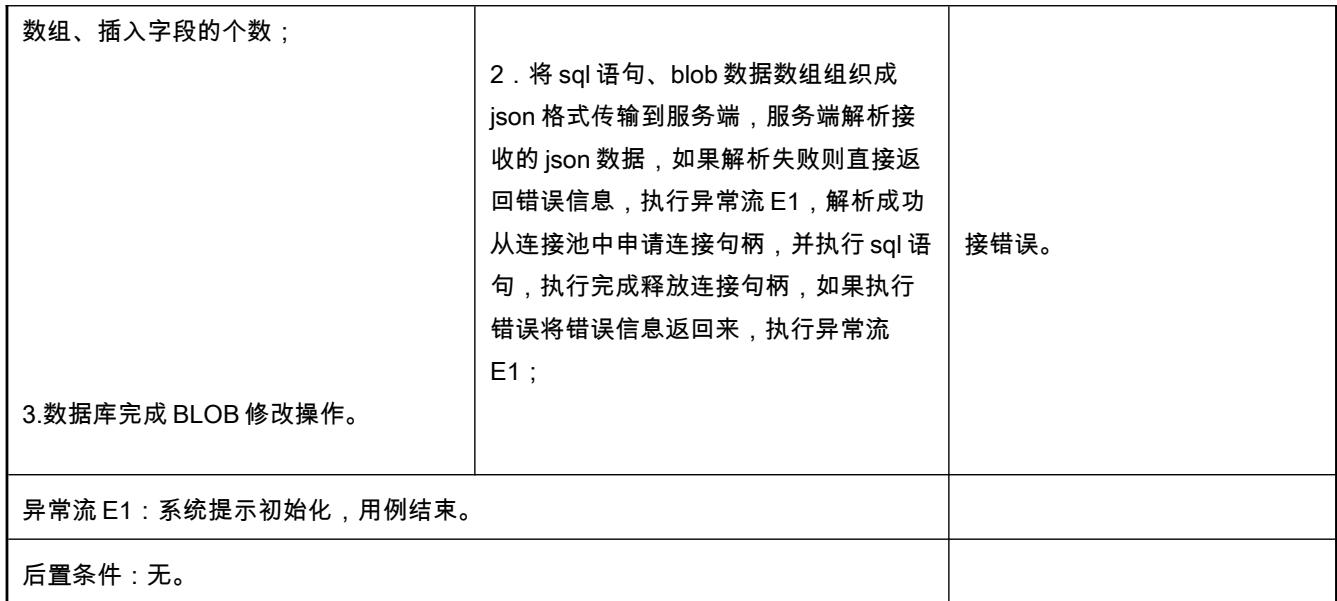 数组、插入字段的个数；
3.数据库完成 BLOB 修改操作。
2．将 sql 语句、blob 数据数组组织成
json 格式传输到服务端，服务端解析接
收的 json 数据，如果解析失败则直接返
回错误信息，执行异常流 E1，解析成功
从连接池中申请连接句柄，并执行 sql 语
句，执行完成释放连接句柄，如果执行
错误将错误信息返回来，执行异常流
E1；
接错误。
异常流 E1：系统提示初始化，用例结束。
后置条件：无。